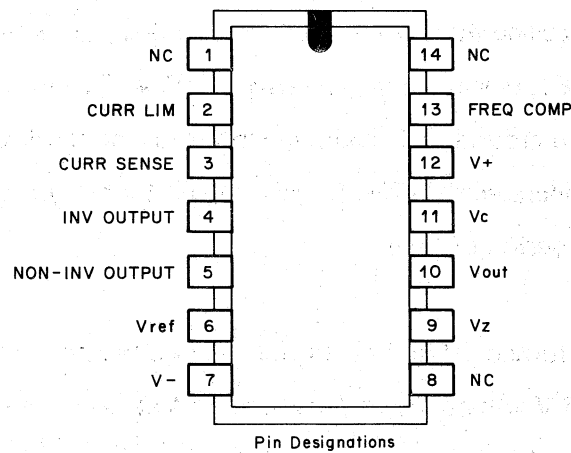 NC 1 14 NC
CURR LIM 2 13 FREQ COMP
CURR SENSE 3 12 V+
INV OUTPUT 4 11 Vc
NON-INV OUTPUT 5 10 Vout
Vref 6 9 Vz
V- 7 8 NC
Pin Designations